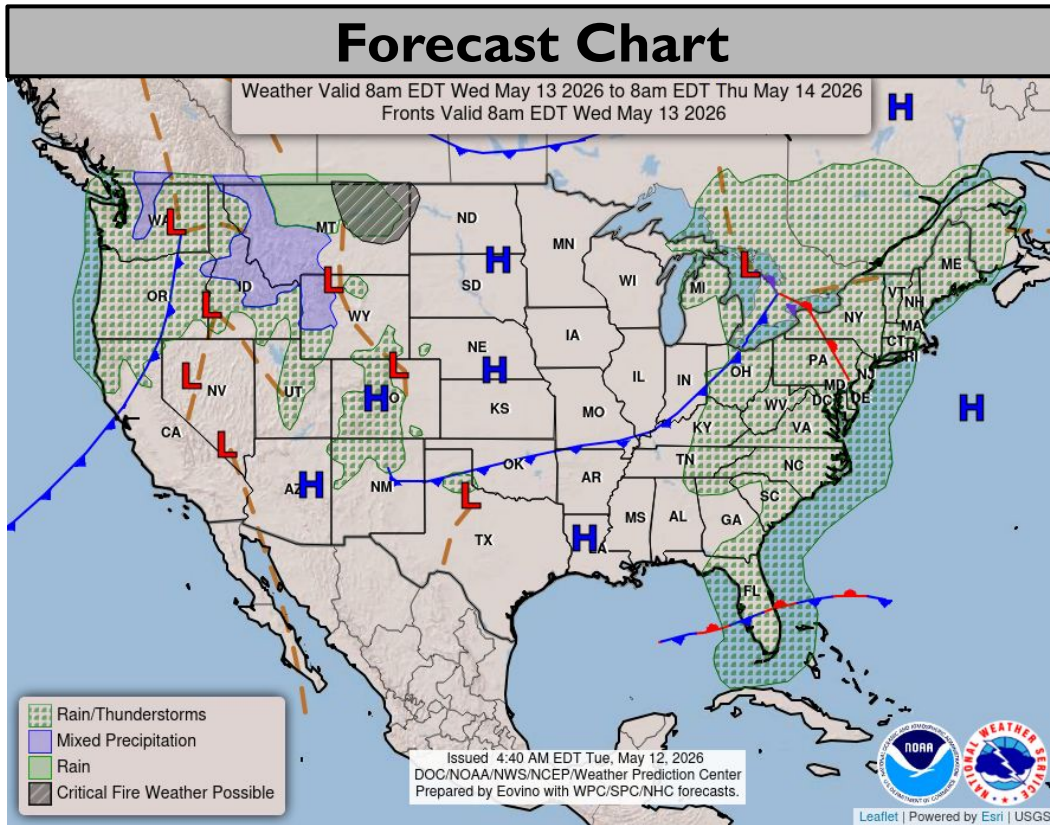 Forecast Chart
Weather Valid 8am EDT Wed May 13 2026 to 8am EDT Thu May 14 2026
Fronts Valid 8am EDT Wed May 13 2026
H
WA
L
MT
ND
MN
L
ME
OR
ID
L
H
SD
WI
MI
VT
NH
L
WY
NY
MA
CT
RI
IA
NE
L
NV
UT
L
H
H
IL
IN
OH
PA
NJ
MD
DE
DC
H
KS
MO
WV
VA
CA
KY
L
OK
TN
NC
AZ
H
NM
AR
SC
L
MS
AL
GA
TX
H
LA
FL
Rain/Thunderstorms
Mixed Precipitation
Rain
Critical Fire Weather Possible
Issued 4:40 AM EDT Tue, May 12, 2026
DOC/NOAA/NWS/NCEP/Weather Prediction Center
Prepared by Eovino with WPC/SPC/NHC forecasts.
NOAA
NATIONAL WEATHER SERVICE
Leaflet | Powered by Esri | USGS